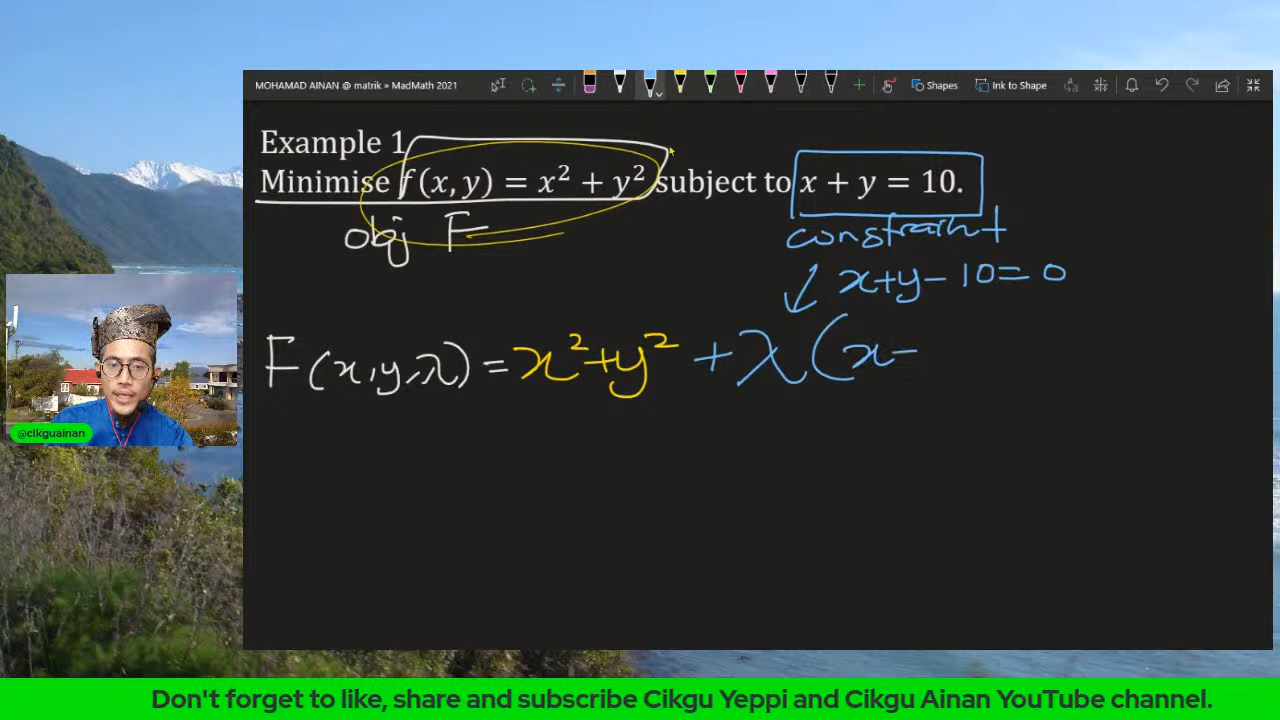 MOHAMAD AINAN @ matrik » MadMath 2021
Shapes
Ink to Shape
Example 1
Minimise f(x, y) = x² + y² subject to x + y = 10.
obj F
constraint
x+y-10=0
F(x,y,λ) = x²+y² + λ(x-
@cikguainan
Don't forget to like, share and subscribe Cikgu Yeppi and Cikgu Ainan YouTube channel.